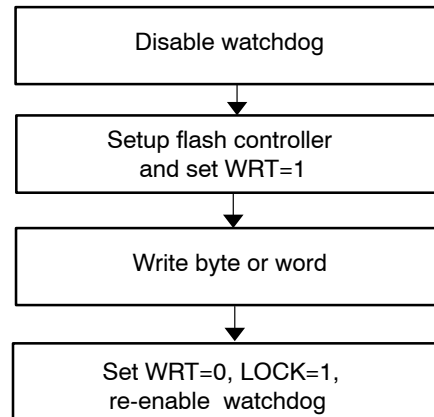 Disable watchdog
Setup flash controller
and set WRT=1
Write byte or word
Set WRT=0, LOCK=1,
re-enable watchdog